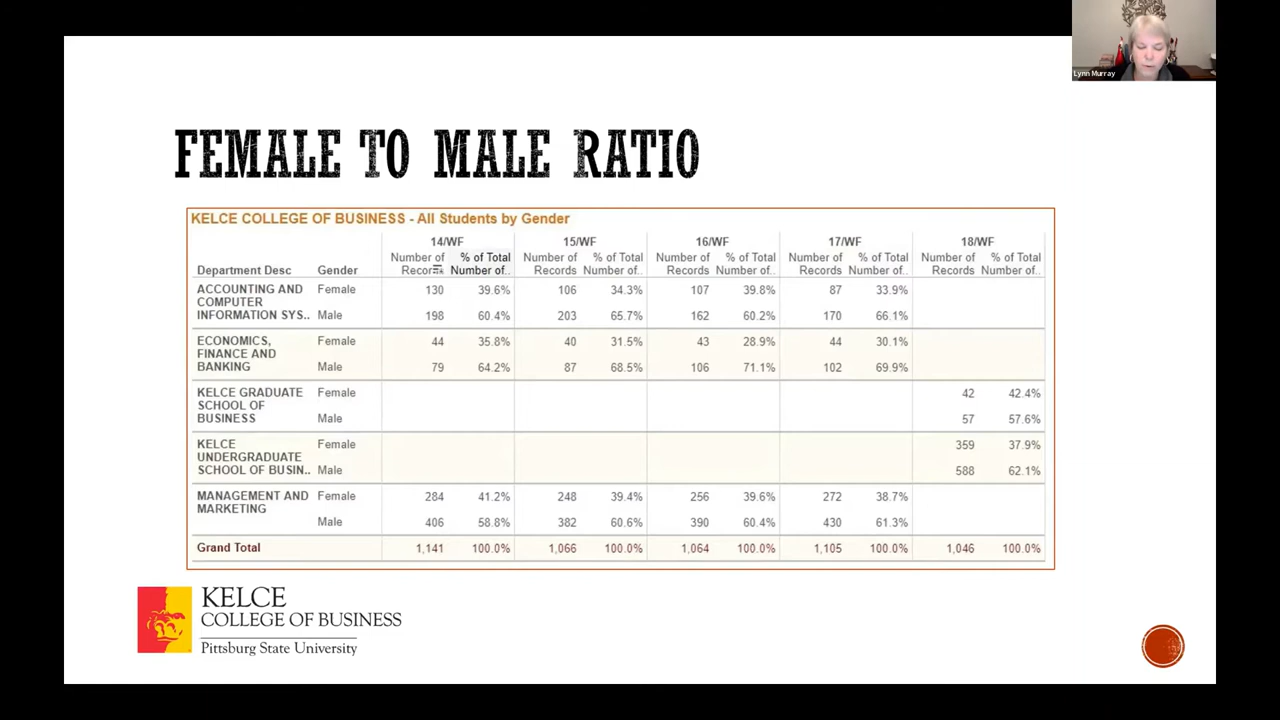 Lynn Murray
FEMALE TO MALE RATIO
KELCE COLLEGE OF BUSINESS - All Students by Gender
14/WF 15/WF 16/WF 17/WF 18/WF
Number of % of Total Number of % of Total Number of % of Total Number of % of Total Number of % of Total
Department Desc Gender Records Number of.. Records Number of.. Records Number of.. Records Number of.. Records Number of..
ACCOUNTING AND Female 130 39.6% 106 34.3% 107 39.8% 87 33.9%
COMPUTER
INFORMATION SYS.. Male 198 60.4% 203 65.7% 162 60.2% 170 66.1%
ECONOMICS, Female 44 35.8% 40 31.5% 43 28.9% 44 30.1%
FINANCE AND
BANKING Male 79 64.2% 87 68.5% 106 71.1% 102 69.9%
KELCE GRADUATE Female 42 42.4%
SCHOOL OF
BUSINESS Male 57 57.6%
KELCE Female 359 37.9%
UNDERGRADUATE
SCHOOL OF BUSIN.. Male 588 62.1%
MANAGEMENT AND Female 284 41.2% 248 39.4% 256 39.6% 272 38.7%
MARKETING
Male 406 58.8% 382 60.6% 390 60.4% 430 61.3%
Grand Total 1,141 100.0% 1,066 100.0% 1,064 100.0% 1,105 100.0% 1,046 100.0%
KELCE
COLLEGE OF BUSINESS
Pittsburg State University